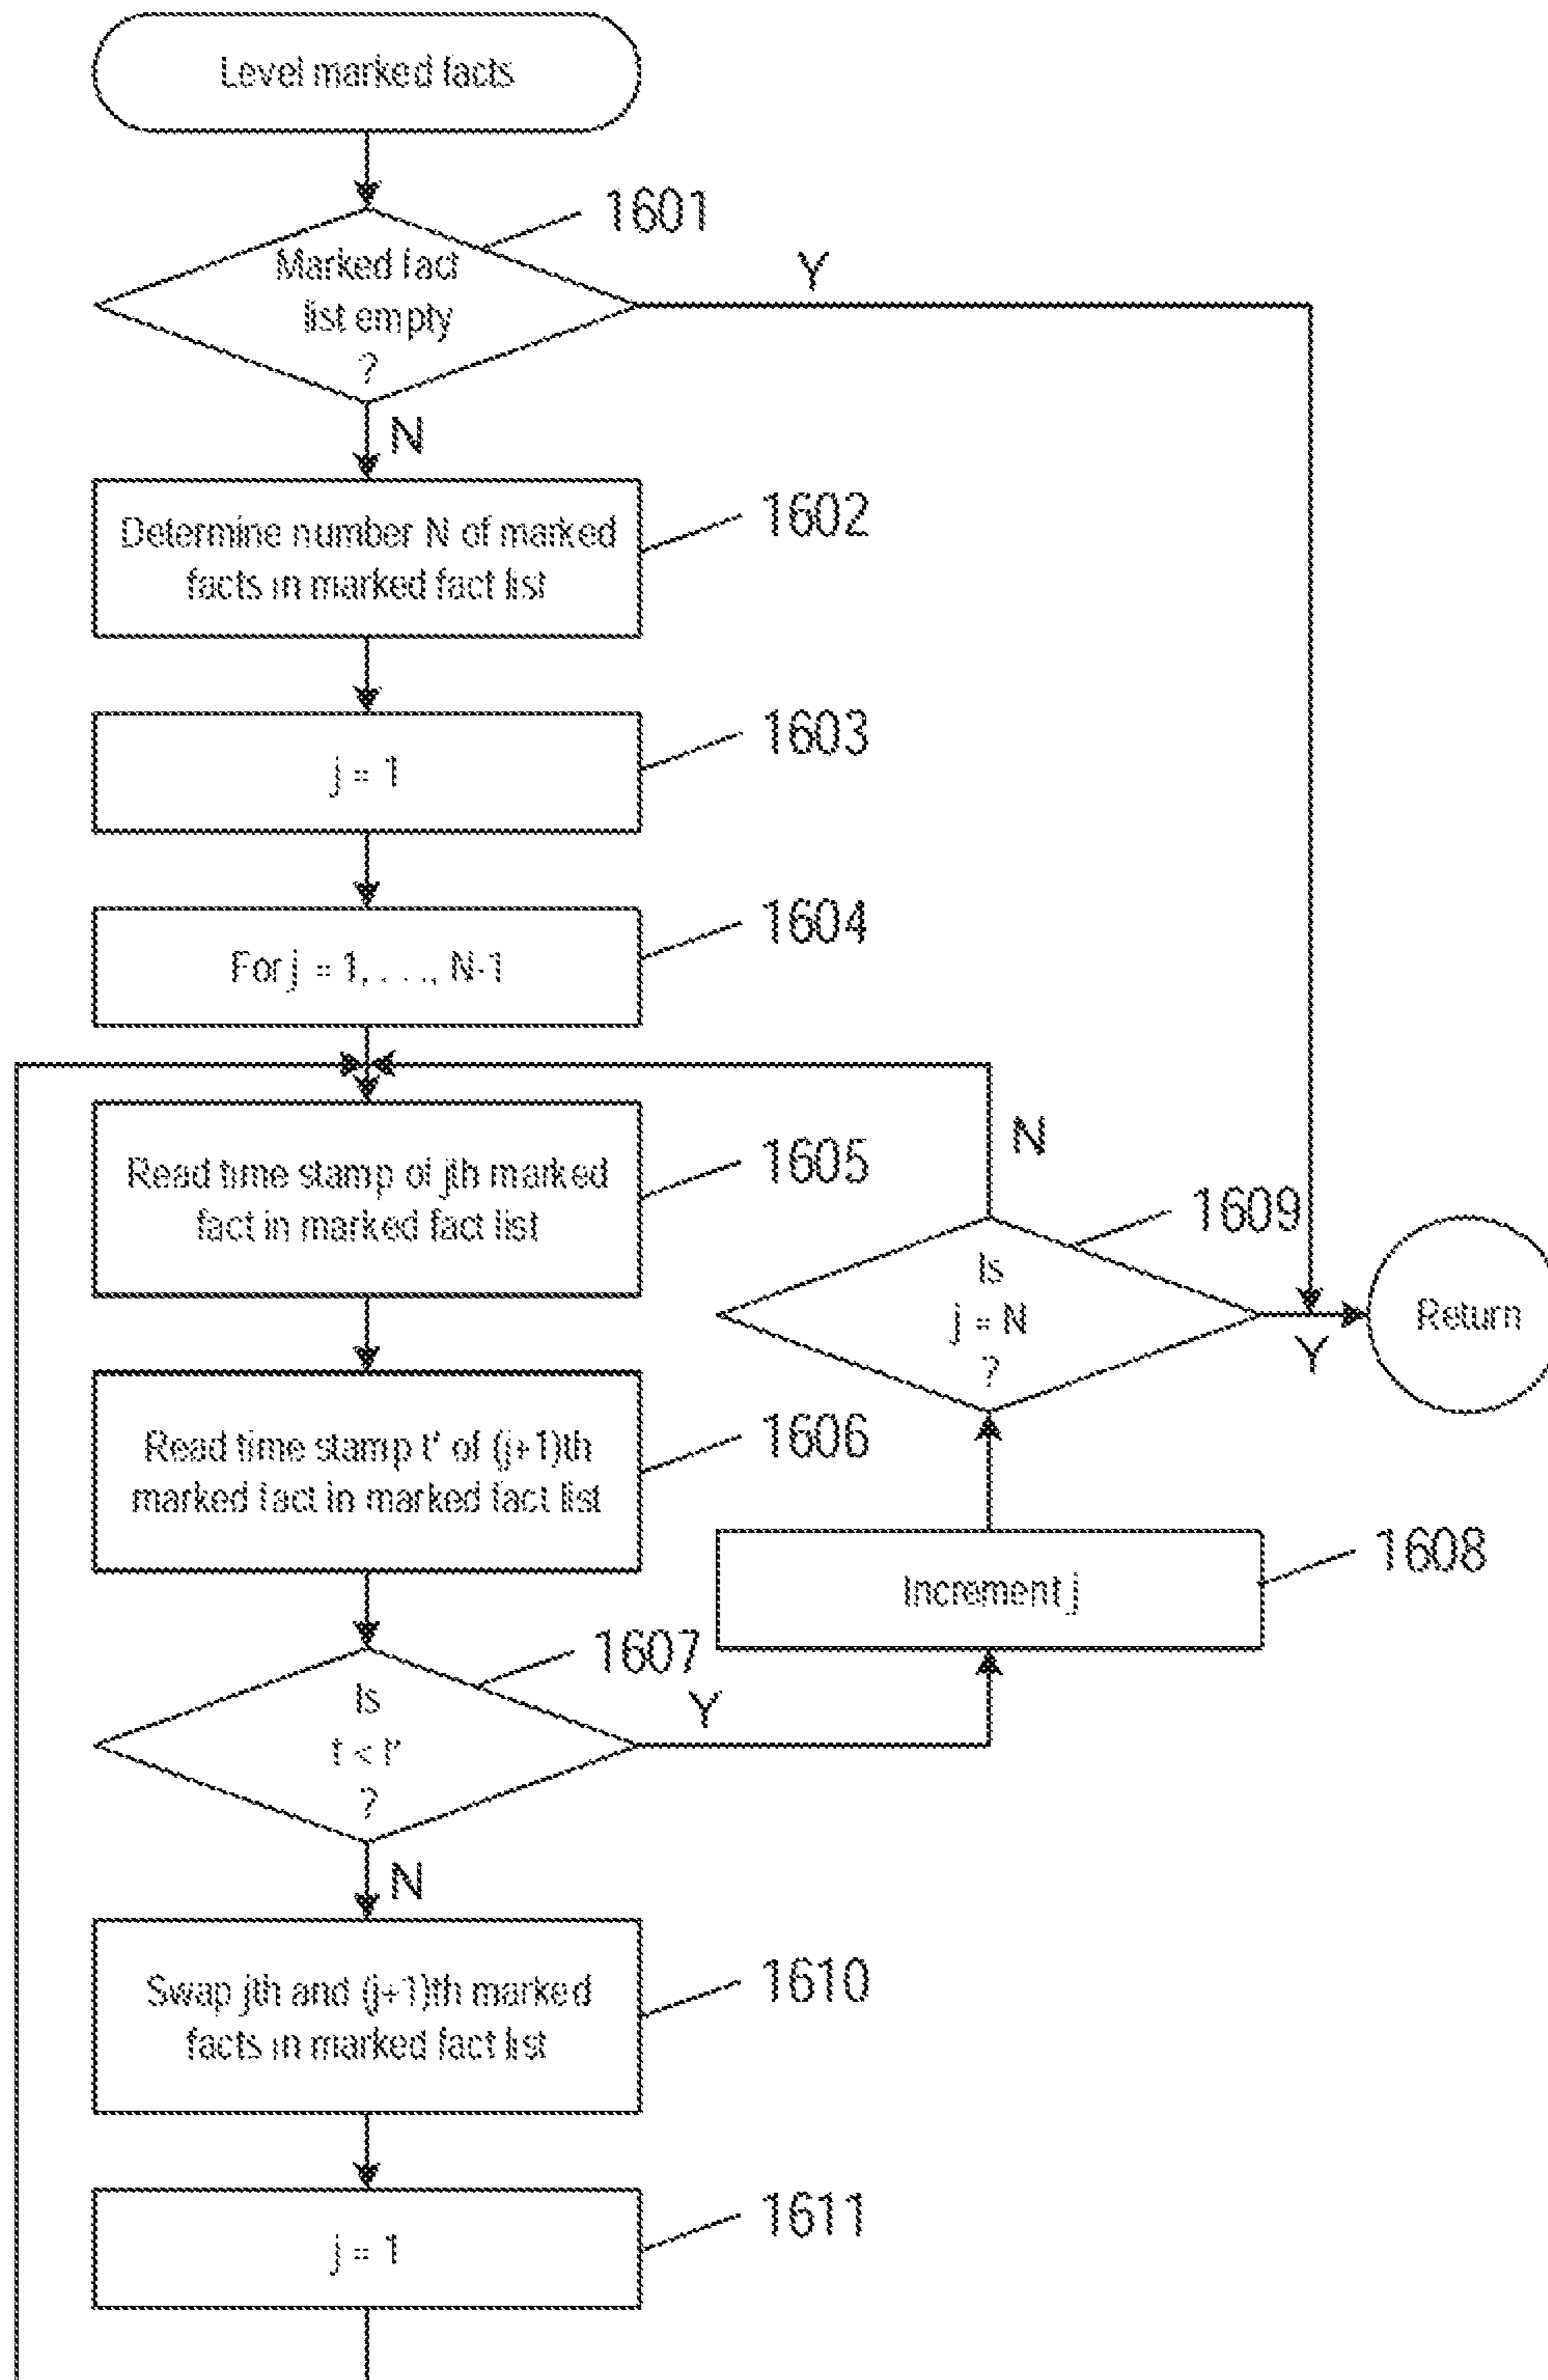 Level marked facts
1601
Y
Marked fact
list empty
?
N
1602
Determine number N of marked
facts in marked fact list
1603
j = 1
1604
For j = 1, . . ., N-1
N
1605
Read time stamp of jth marked
fact in marked fact list
1609
Is
j = N
?
Y
Return
1606
Read time stamp t' of (j+1)th
marked fact in marked fact list
1608
Increment j
1607
Y
Is
t < t'
?
N
1610
Swap jth and (j+1)th marked
facts in marked fact list
1611
j = 1